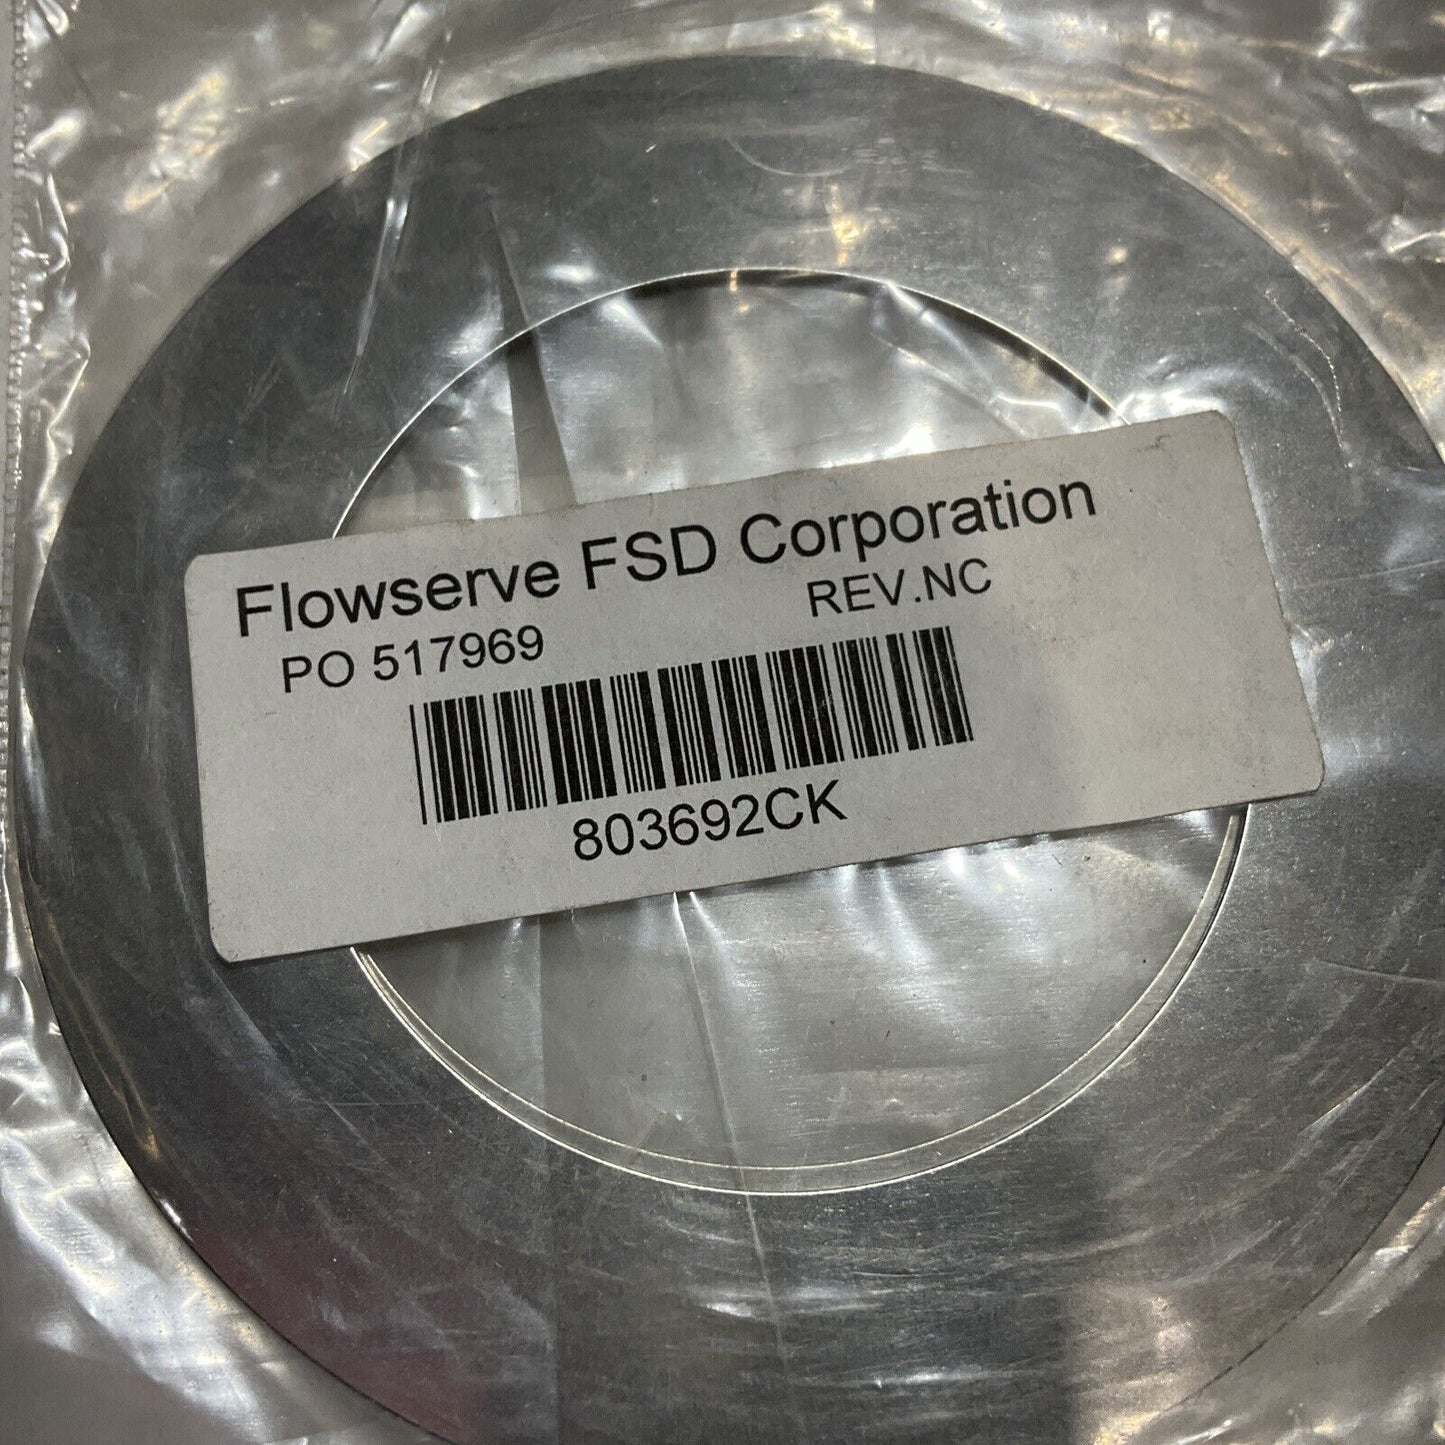 Flowserve FSD Corporation
PO 517969 REV.NC
803692CK